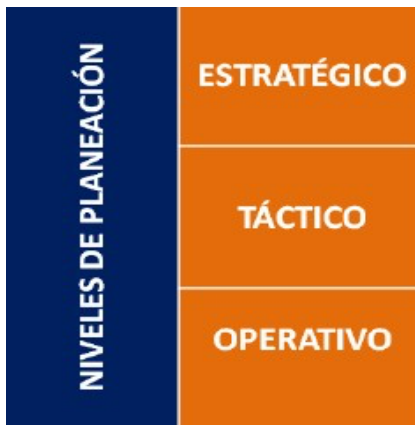 NIVELES DE PLANEACIÓN
ESTRATÉGICO
TÁCTICO
OPERATIVO